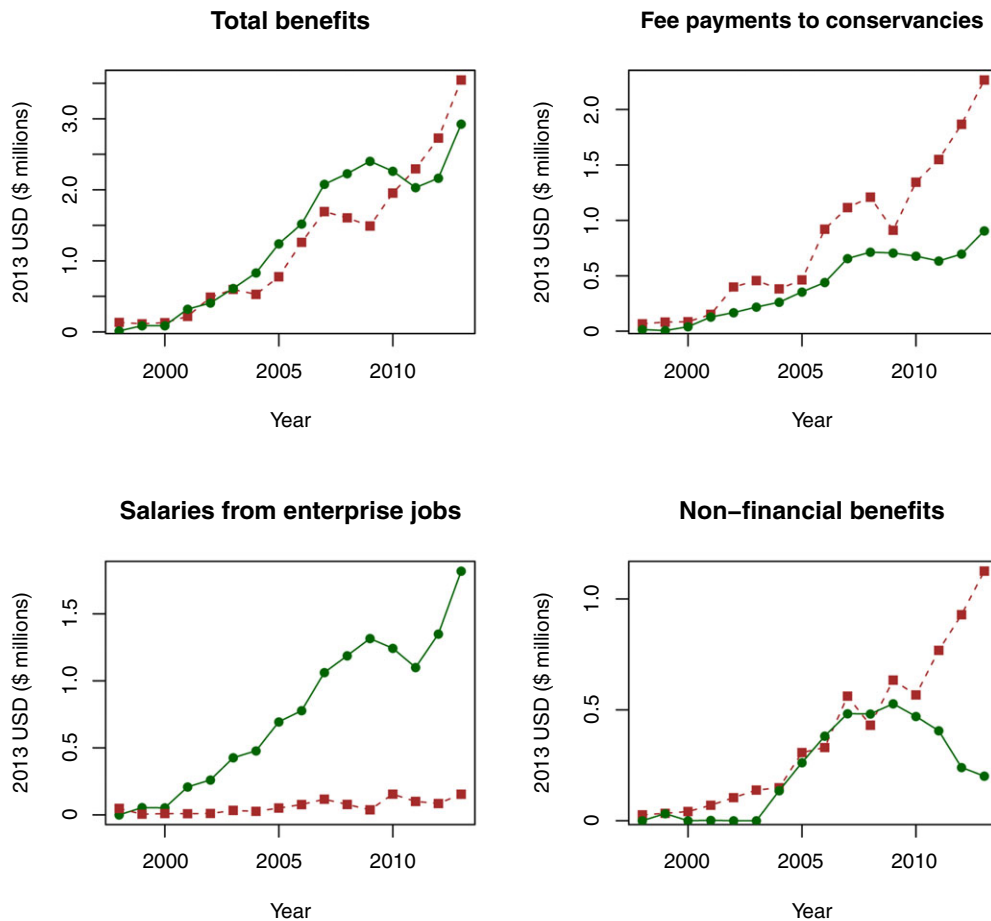 Total benefits
2013 USD ($ millions)
3.0
2.0
1.0
0
2000 2005 2010
Year
Fee payments to conservancies
2013 USD ($ millions)
2.0
1.5
1.0
0.5
0
2000 2005 2010
Year
Salaries from enterprise jobs
2013 USD ($ millions)
1.5
1.0
0.5
0
2000 2005 2010
Year
Non−financial benefits
2013 USD ($ millions)
1.0
0.5
0
2000 2005 2010
Year